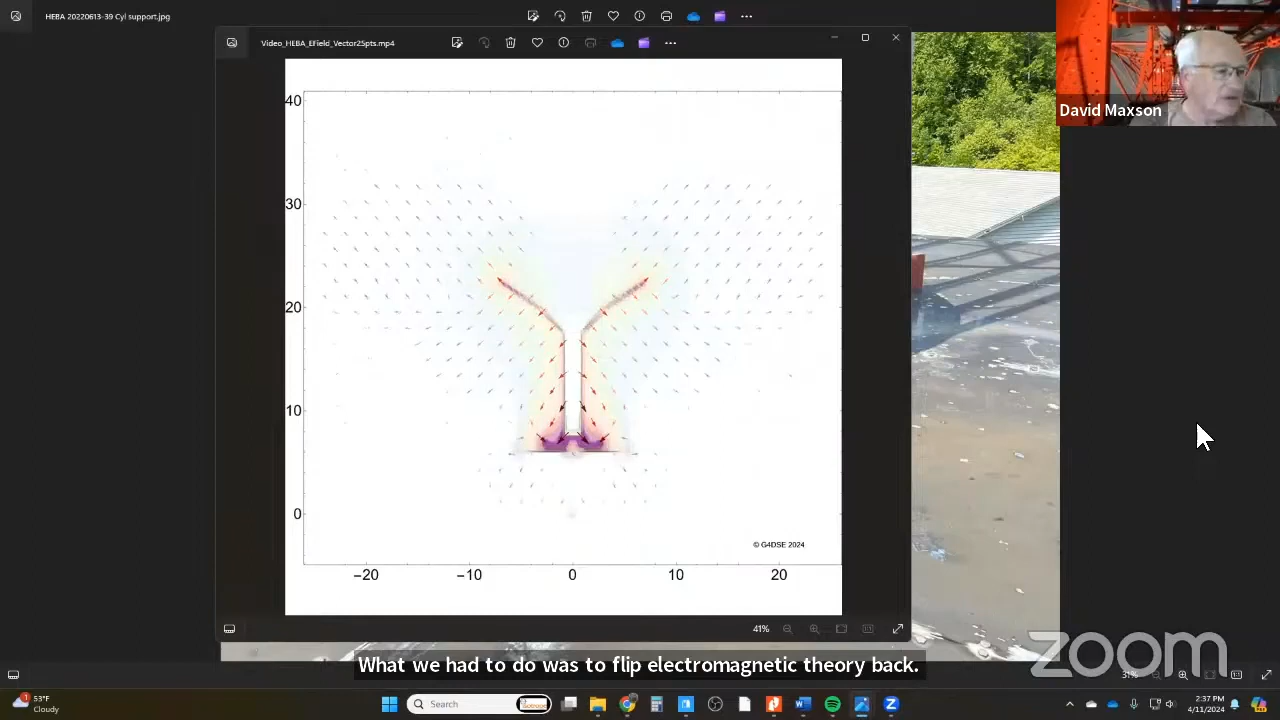 HEBA 20220613-39 Cyl support.jpg
Video_HEBA_EField_Vector25pts.mp4
David Maxson
40
30
20
10
0
© G4DSE 2024
−20
−10
0
10
20
41%
What we had to do was to flip electromagnetic theory back.
zoom
31%
1
53°F
Cloudy
Search
2:37 PM
4/11/2024